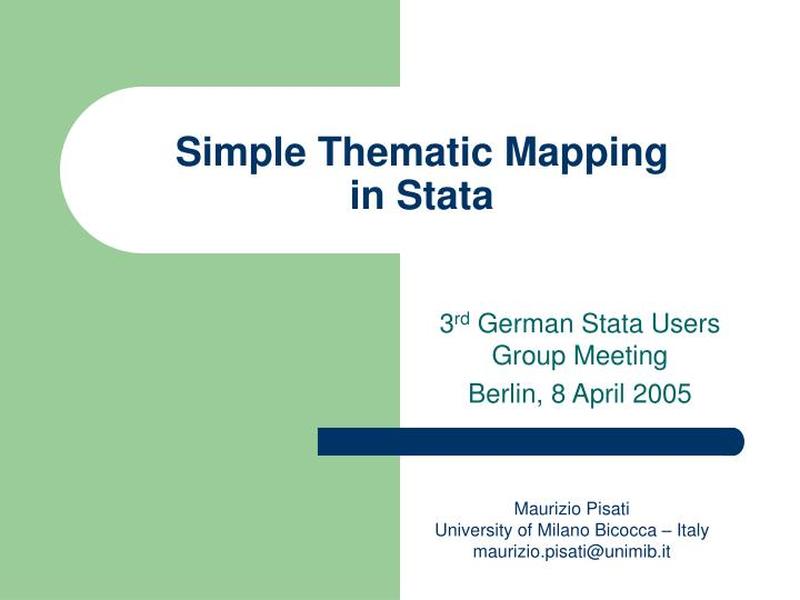 Simple Thematic Mapping
in Stata
3rd German Stata Users
Group Meeting
Berlin, 8 April 2005
Maurizio Pisati
University of Milano Bicocca – Italy
maurizio.pisati@unimib.it